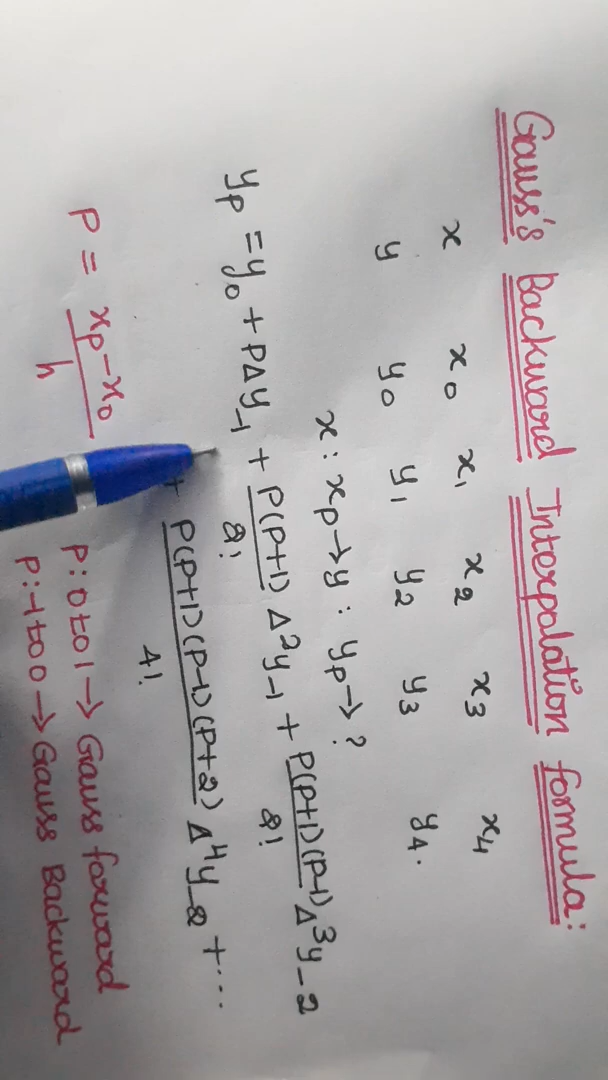 Gauss's Backward Interpolation formula:
x x₀ x₁ x₂ x₃ x₄
y y₀ y₁ y₂ y₃ y₄.
x : xₚ → y : yₚ → ?
yₚ = y₀ + PΔy₋₁ + P(P+1)/2! Δ²y₋₁ + P(P+1)(P-1)/2! Δ³y₋₂
+ P(P+1)(P-1)(P+2)/4! Δ⁴y₋₂ + ...
P = xₚ-x₀/h
P: 0 to 1 → Gauss forward
P: -1 to 0 → Gauss Backward